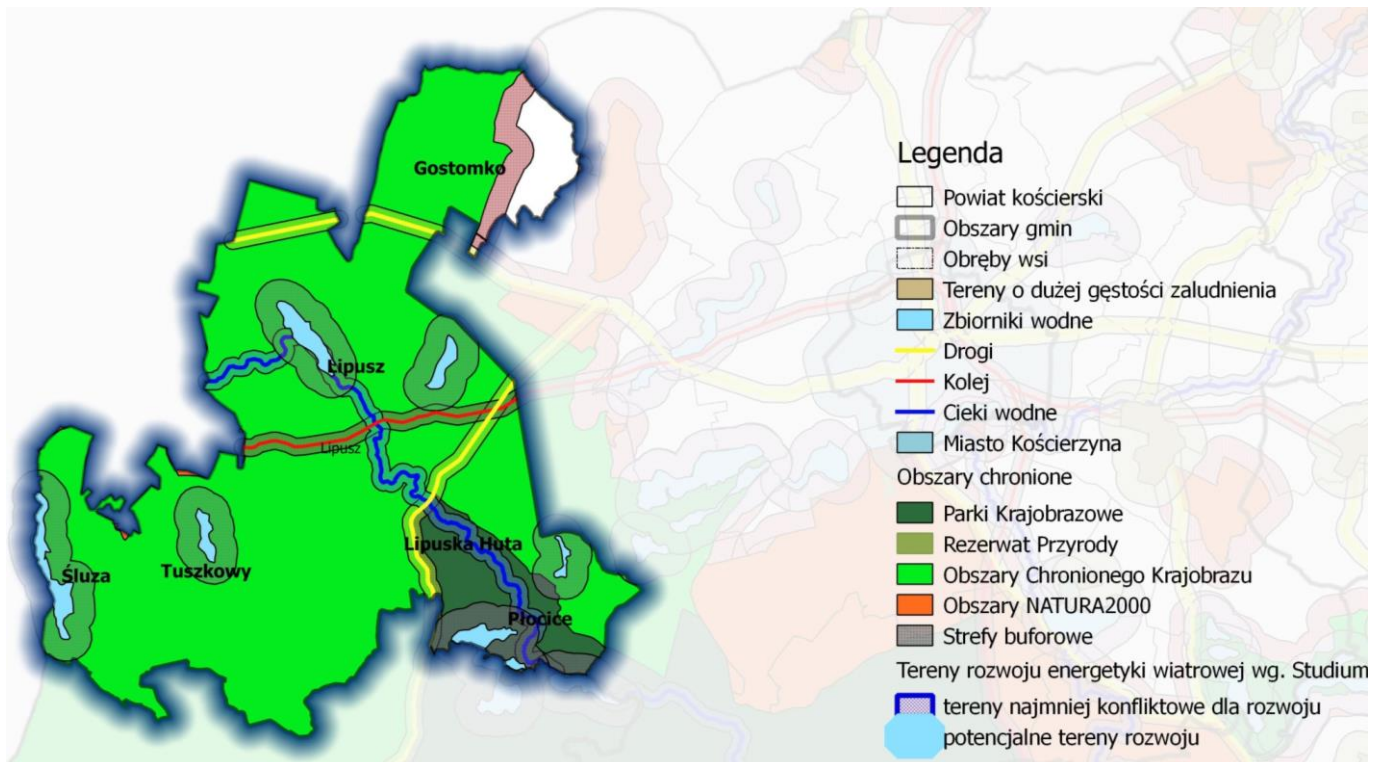 Gostomko
Łipusz
Lipusz
Lipuska Huta
Śluza
Tuszkowy
Płocice
Legenda
Powiat kościerski
Obszary gmin
Obręby wsi
Tereny o dużej gęstości zaludnienia
Zbiorniki wodne
Drogi
Kolej
Cieki wodne
Miasto Kościerzyna
Obszary chronione
Parki Krajobrazowe
Rezerwat Przyrody
Obszary Chronionego Krajobrazu
Obszary NATURA2000
Strefy buforowe
Tereny rozwoju energetyki wiatrowej wg. Studium
tereny najmniej konfliktowe dla rozwoju
potencjalne tereny rozwoju